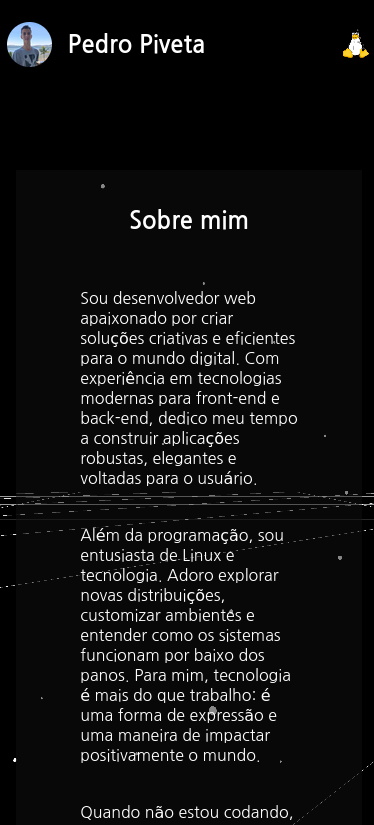 Pedro Piveta
Sobre mim
Sou desenvolvedor web
apaixonado por criar
soluções criativas e eficientes
para o mundo digital. Com
experiência em tecnologias
modernas para front-end e
back-end, dedico meu tempo
a construir aplicações
robustas, elegantes e
voltadas para o usuário.
Além da programação, sou
entusiasta de Linux e
tecnologia. Adoro explorar
novas distribuições,
customizar ambientes e
entender como os sistemas
funcionam por baixo dos
panos. Para mim, tecnologia
é mais do que trabalho: é
uma forma de expressão e
uma maneira de impactar
positivamente o mundo.
Quando não estou codando,